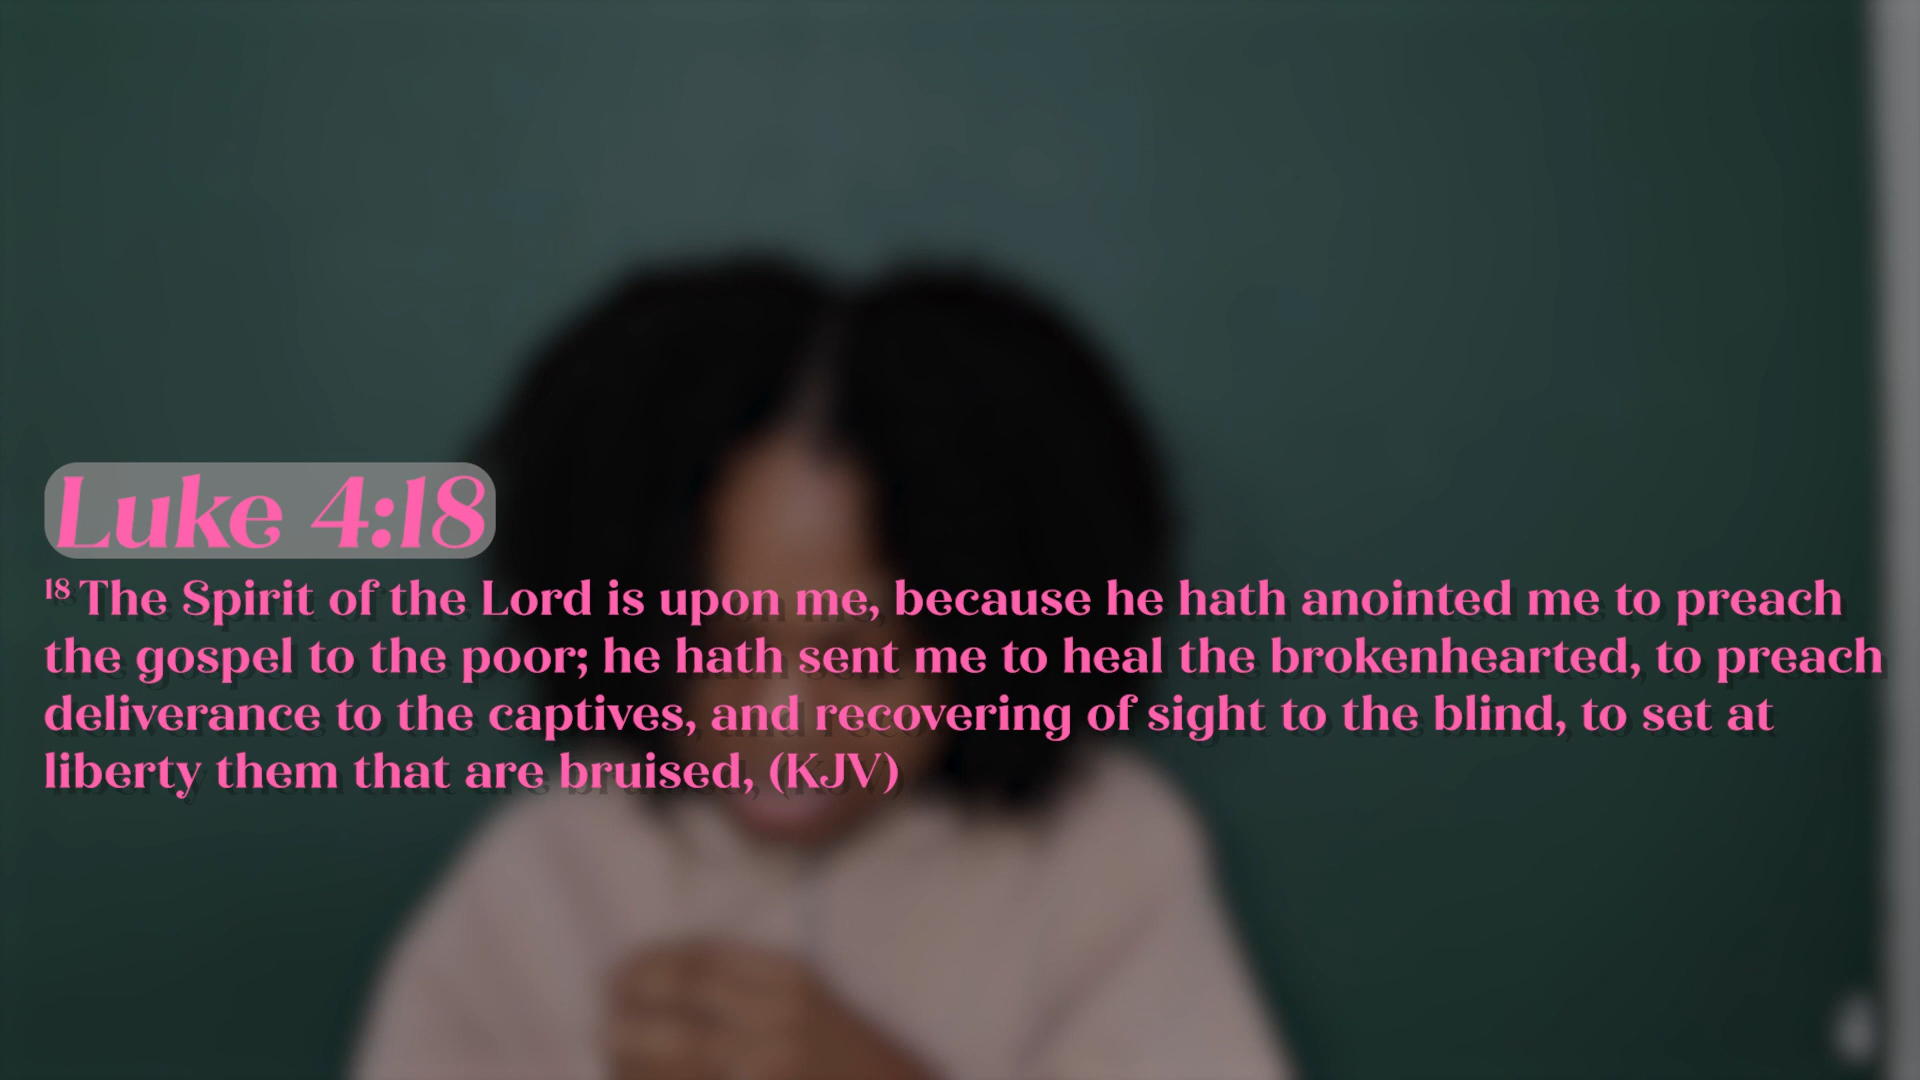 Luke 4:18
18 The Spirit of the Lord is upon me, because he hath anointed me to preach
the gospel to the poor; he hath sent me to heal the brokenhearted, to preach
deliverance to the captives, and recovering of sight to the blind, to set at
liberty them that are bruised, (KJV)